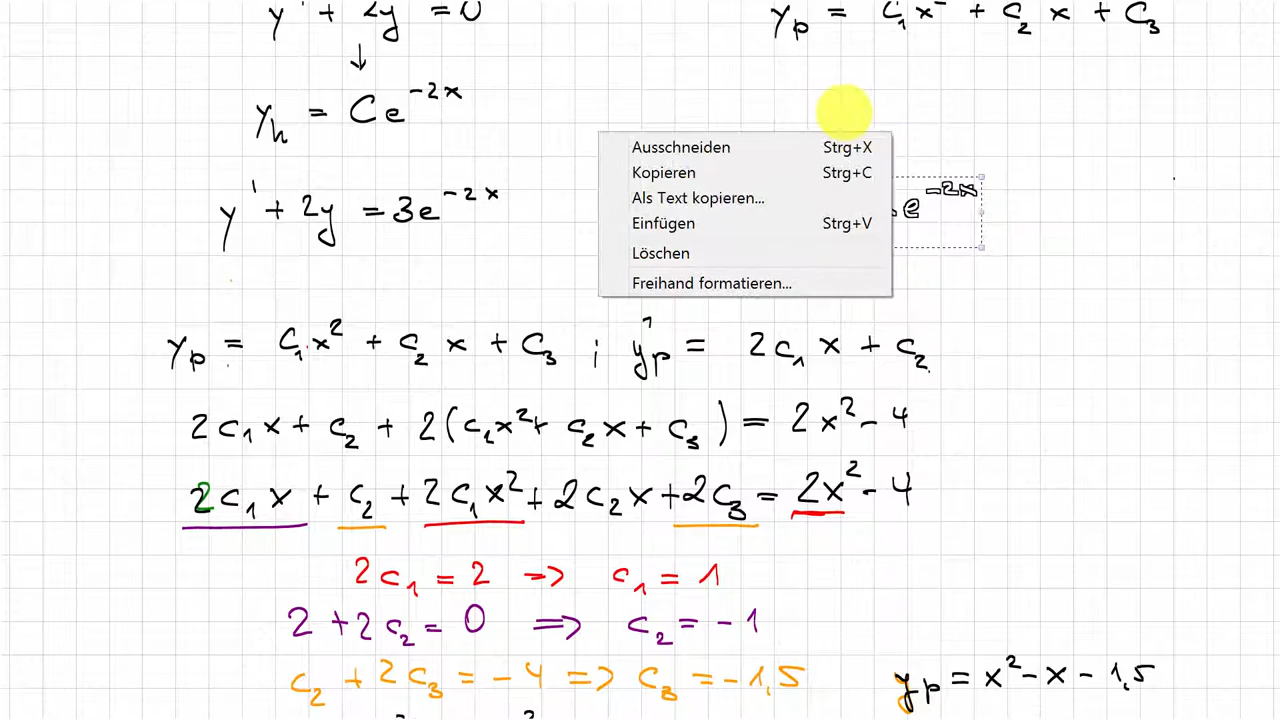 y' + 2y = 0
y_p = c₁x² + c₂x + c₃
↓
y_h = Ce^{-2x}
Ausschneiden Strg+X
Kopieren Strg+C
Als Text kopieren...
Einfügen Strg+V
Löschen
Freihand formatieren...
y' + 2y = 3e^{-2x}
· e^{-2x}
y_p = c₁x² + c₂x + c₃ ; y'_p = 2c₁x + c₂
2c₁x + c₂ + 2(c₁x² + c₂x + c₃) = 2x² - 4
2c₁x + c₂ + 2c₁x² + 2c₂x + 2c₃ = 2x² - 4
2c₁ = 2 => c₁ = 1
2 + 2c₂ = 0 => c₂ = -1
c₂ + 2c₃ = -4 => c₃ = -1,5
y_p = x² - x - 1,5